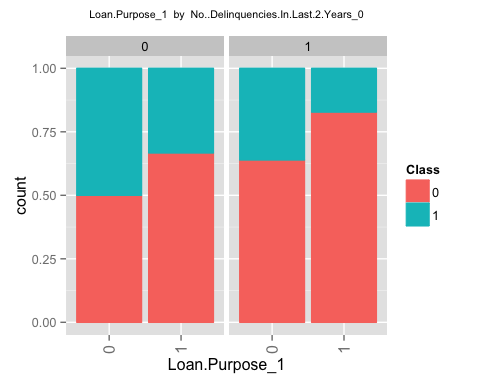 Loan.Purpose_1 by No..Delinquencies.In.Last.2.Years_0
0 1
1.00
0.75
0.50
0.25
0.00
count
0 1 0 1
Loan.Purpose_1
Class
0
1